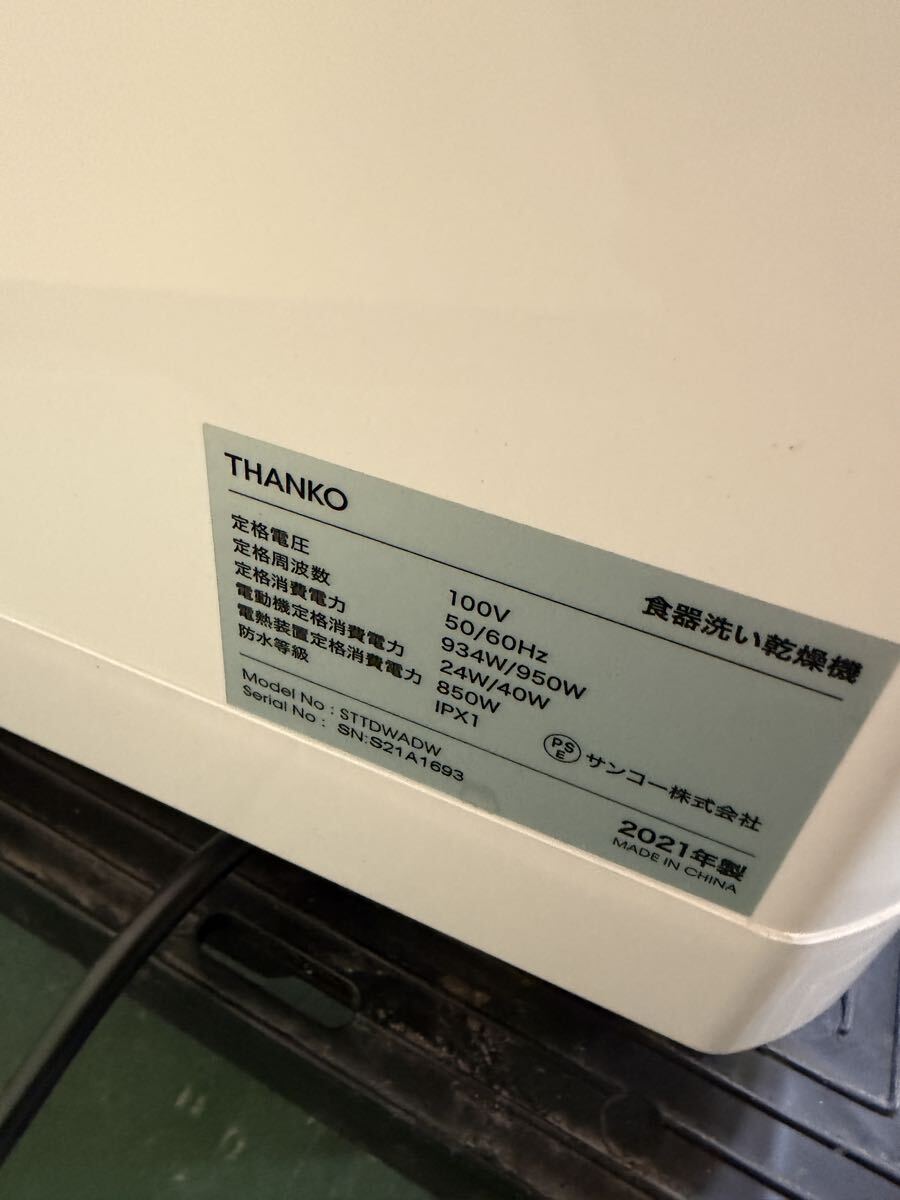 THANKO
食器洗い乾燥機
定格電圧 100V
定格周波数 50/60Hz
定格消費電力 934W/950W
電動機定格消費電力 24W/40W
電熱装置定格消費電力 850W
防水等級 IPX1
PSE サンコー株式会社
Model No : STTDWADW
Serial No : SN:S21A1693
2021年製
MADE IN CHINA